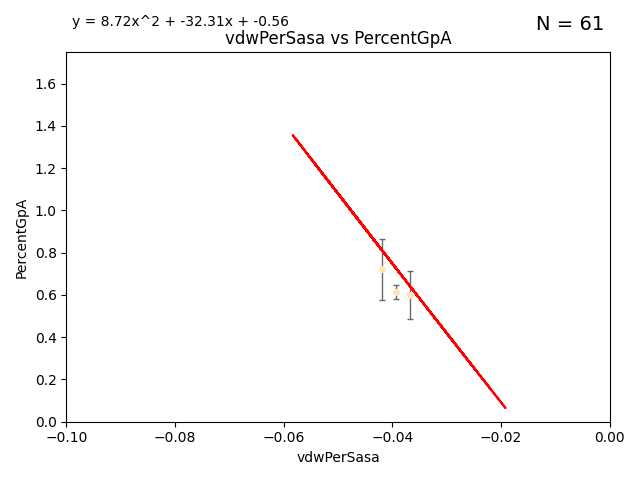 y = 8.72x^2 + -32.31x + -0.56
N = 61
vdwPerSasa vs PercentGpA
PercentGpA
1.6
1.4
1.2
1.0
0.8
0.6
0.4
0.2
0.0
−0.10 −0.08 −0.06 −0.04 −0.02 0.00
vdwPerSasa